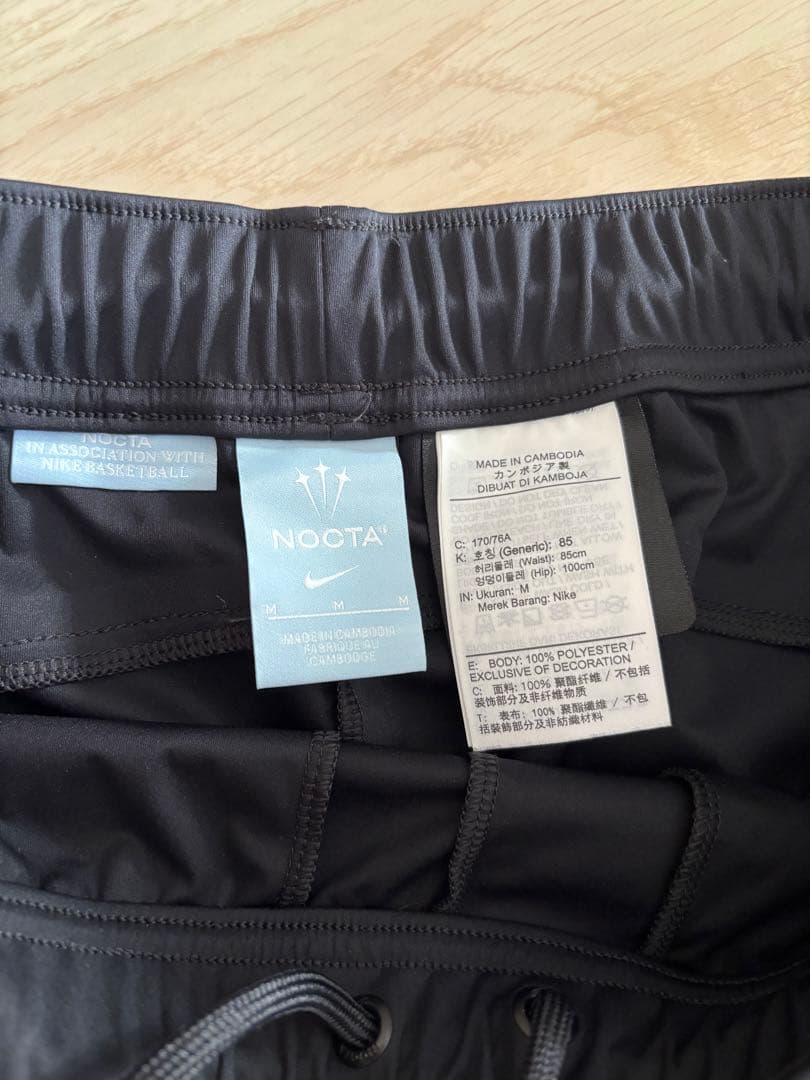 NOCTA
IN ASSOCIATION WITH
NIKE BASKETBALL
NOCTA
M M M
MADE IN CAMBODIA
FABRIQUÉ AU
CAMBODGE
MADE IN CAMBODIA
カンボジア製
DIBUAT DI KAMBOJA
C: 170/76A
K: 호칭 (Generic): 85
허리둘레 (Waist): 85cm
엉덩이둘레 (Hip): 100cm
IN: Ukuran: M
Merek Barang: Nike
E: BODY: 100% POLYESTER /
EXCLUSIVE OF DECORATION
C: 面料: 100% 聚酯纤维 / 不包括
装饰部分及非纤维物质
T: 表布: 100% 聚酯纖維 / 不包
括裝飾部分及非紡織材料